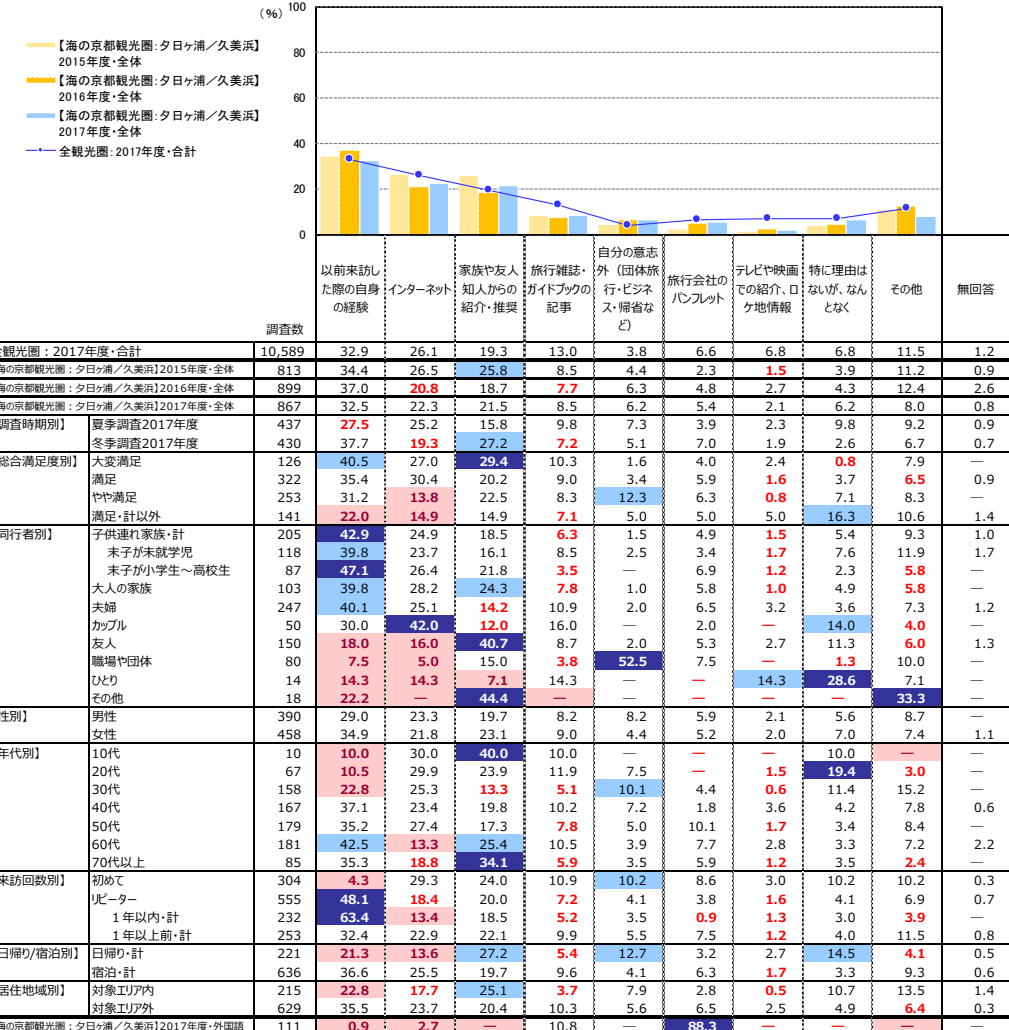 (%)
100
80
60
40
20
0
【海の京都観光圏:夕日ヶ浦/久美浜】
2015年度・全体
【海の京都観光圏:夕日ヶ浦/久美浜】
2016年度・全体
【海の京都観光圏:夕日ヶ浦/久美浜】
2017年度・全体
全観光圏:2017年度・合計
調査数
以前来訪し
た際の自身
の経験
インターネット
家族や友人
知人からの
紹介・推奨
旅行雑誌・
ガイドブックの
記事
自分の意志
外(団体旅
行・ビジネ
ス・帰省な
ど)
旅行会社の
パンフレット
テレビや映画
での紹介、ロ
ケ地情報
特に理由は
ないが、なん
となく
その他
無回答
全観光圏:2017年度・合計 10,589 32.9 26.1 19.3 13.0 3.8 6.6 6.8 6.8 11.5 1.2
海の京都観光圏:夕日ヶ浦/久美浜】2015年度・全体 813 34.4 26.5 25.8 8.5 4.4 2.3 1.5 3.9 11.2 0.9
海の京都観光圏:夕日ヶ浦/久美浜】2016年度・全体 899 37.0 20.8 18.7 7.7 6.3 4.8 2.7 4.3 12.4 2.6
海の京都観光圏:夕日ヶ浦/久美浜】2017年度・全体 867 32.5 22.3 21.5 8.5 6.2 5.4 2.1 6.2 8.0 0.8
調査時期別】 夏季調査2017年度 437 27.5 25.2 15.8 9.8 7.3 3.9 2.3 9.8 9.2 0.9
冬季調査2017年度 430 37.7 19.3 27.2 7.2 5.1 7.0 1.9 2.6 6.7 0.7
総合満足度別】 大変満足 126 40.5 27.0 29.4 10.3 1.6 4.0 2.4 0.8 7.9 —
満足 322 35.4 30.4 20.2 9.0 3.4 5.9 1.6 3.7 6.5 0.9
やや満足 253 31.2 13.8 22.5 8.3 12.3 6.3 0.8 7.1 8.3 —
満足・計以外 141 22.0 14.9 14.9 7.1 5.0 5.0 5.0 16.3 10.6 1.4
同行者別】 子供連れ家族・計 205 42.9 24.9 18.5 6.3 1.5 4.9 1.5 5.4 9.3 1.0
末子が未就学児 118 39.8 23.7 16.1 8.5 2.5 3.4 1.7 7.6 11.9 1.7
末子が小学生~高校生 87 47.1 26.4 21.8 3.5 — 6.9 1.2 2.3 5.8 —
大人の家族 103 39.8 28.2 24.3 7.8 1.0 5.8 1.0 4.9 5.8 —
夫婦 247 40.1 25.1 14.2 10.9 2.0 6.5 3.2 3.6 7.3 1.2
カップル 50 30.0 42.0 12.0 16.0 — 2.0 — 14.0 4.0 —
友人 150 18.0 16.0 40.7 8.7 2.0 5.3 2.7 11.3 6.0 1.3
職場や団体 80 7.5 5.0 15.0 3.8 52.5 7.5 — 1.3 10.0 —
ひとり 14 14.3 14.3 7.1 14.3 — — 14.3 28.6 7.1 —
その他 18 22.2 — 44.4 — — — — — 33.3 —
性別】 男性 390 29.0 23.3 19.7 8.2 8.2 5.9 2.1 5.6 8.7 —
女性 458 34.9 21.8 23.1 9.0 4.4 5.2 2.0 7.0 7.4 1.1
年代別】 10代 10 10.0 30.0 40.0 10.0 — — — 10.0 — —
20代 67 10.5 29.9 23.9 11.9 7.5 — 1.5 19.4 3.0 —
30代 158 22.8 25.3 13.3 5.1 10.1 4.4 0.6 11.4 15.2 —
40代 167 37.1 23.4 19.8 10.2 7.2 1.8 3.6 4.2 7.8 0.6
50代 179 35.2 27.4 17.3 7.8 5.0 10.1 1.7 3.4 8.4 —
60代 181 42.5 13.3 25.4 10.5 3.9 7.7 2.8 3.3 7.2 2.2
70代以上 85 35.3 18.8 34.1 5.9 3.5 5.9 1.2 3.5 2.4 —
来訪回数別】 初めて 304 4.3 29.3 24.0 10.9 10.2 8.6 3.0 10.2 10.2 0.3
リピーター 555 48.1 18.4 20.0 7.2 4.1 3.8 1.6 4.1 6.9 0.7
1年以内・計 232 63.4 13.4 18.5 5.2 3.5 0.9 1.3 3.0 3.9 —
1年以上前・計 253 32.4 22.9 22.1 9.9 5.5 7.5 1.2 4.0 11.5 0.8
日帰り/宿泊別】 日帰り・計 221 21.3 13.6 27.2 5.4 12.7 3.2 2.7 14.5 4.1 0.5
宿泊・計 636 36.6 25.5 19.7 9.6 4.1 6.3 1.7 3.3 9.3 0.6
居住地域別】 対象エリア内 215 22.8 17.7 25.1 3.7 7.9 2.8 0.5 10.7 13.5 1.4
対象エリア外 629 35.5 23.7 20.4 10.3 5.6 6.5 2.5 4.9 6.4 0.3
海の京都観光圏:夕日ヶ浦/久美浜】2017年度・外国語 111 0.9 2.7 — 10.8 — 88.3 — — — —